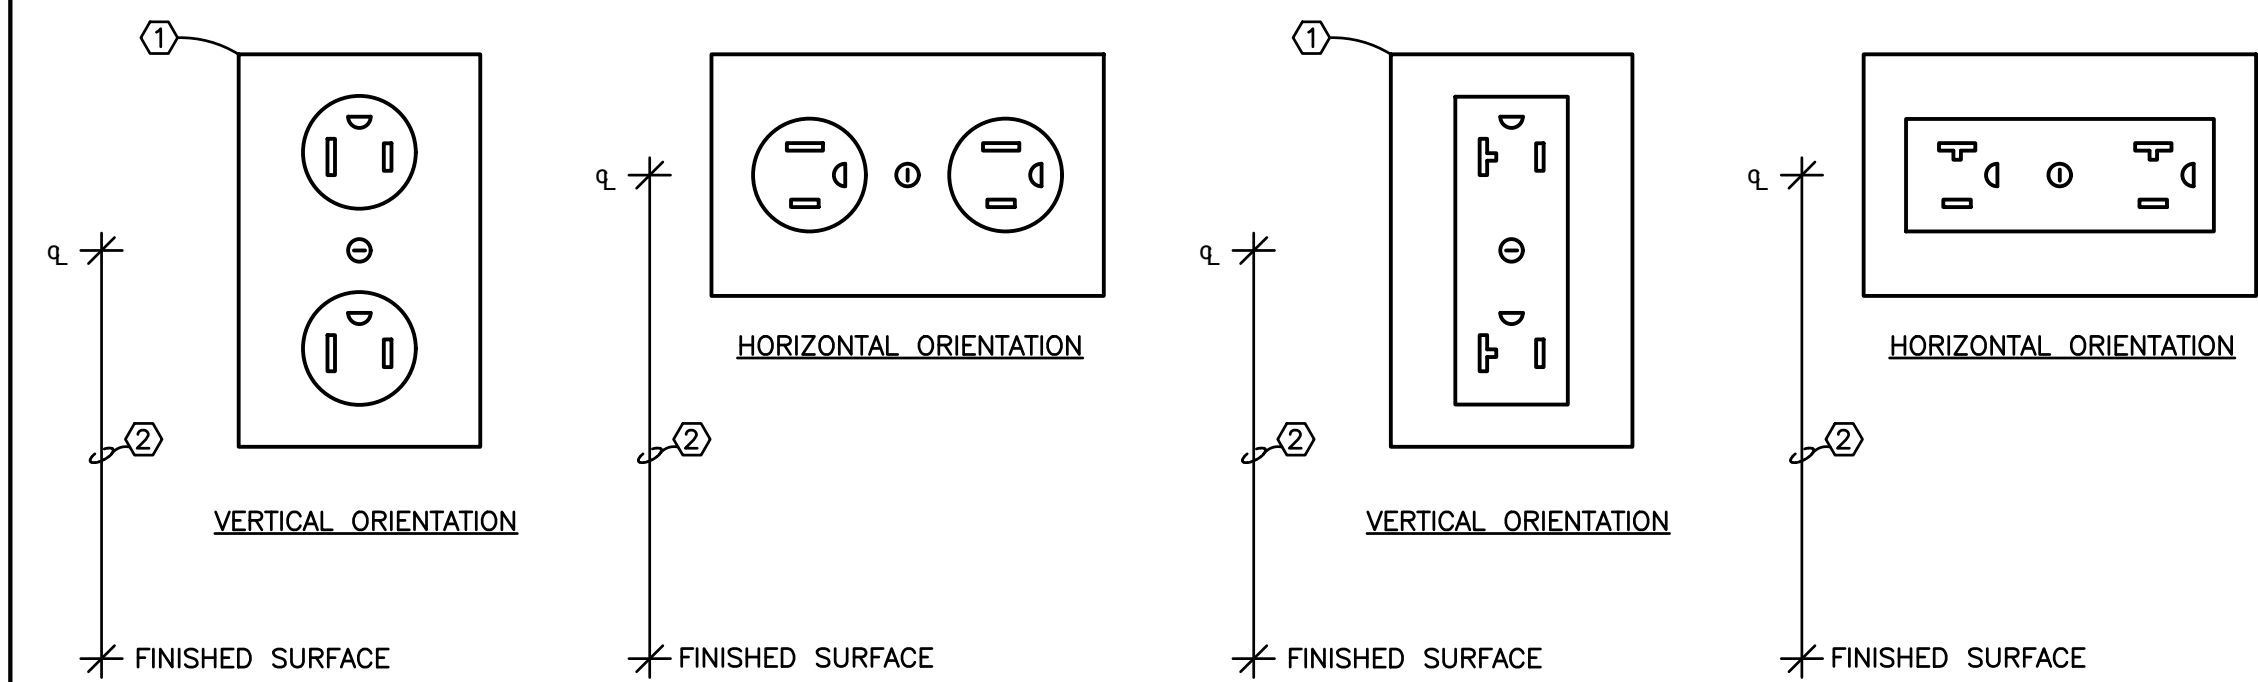 1
1
℄
℄
℄
℄
HORIZONTAL ORIENTATION
HORIZONTAL ORIENTATION
2
2
2
2
VERTICAL ORIENTATION
VERTICAL ORIENTATION
FINISHED SURFACE
FINISHED SURFACE
FINISHED SURFACE
FINISHED SURFACE